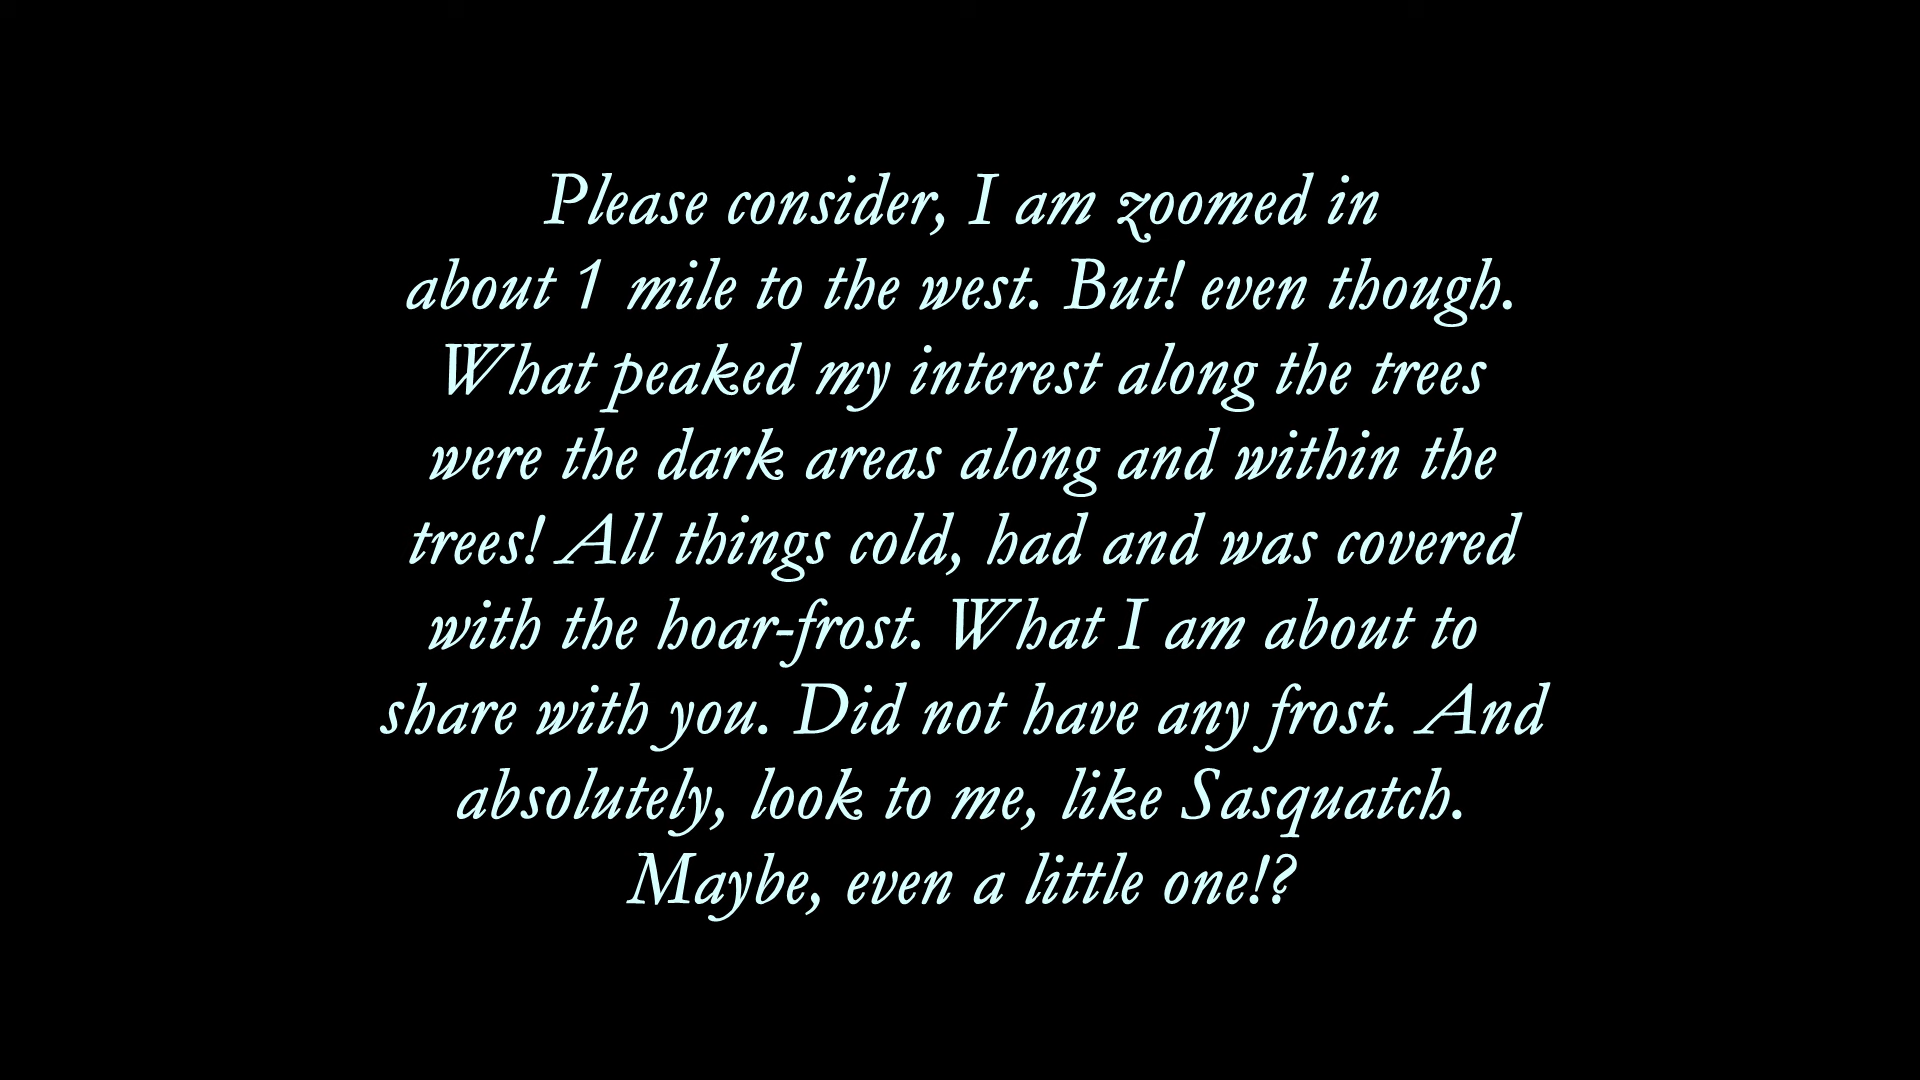 Please consider, I am zoomed in
about 1 mile to the west. But! even though.
What peaked my interest along the trees
were the dark areas along and within the
trees! All things cold, had and was covered
with the hoar-frost. What I am about to
share with you. Did not have any frost. And
absolutely, look to me, like Sasquatch.
Maybe, even a little one!?